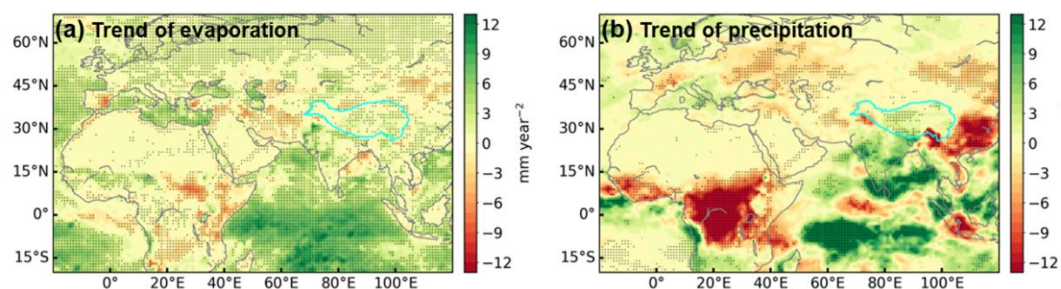 (a) Trend of evaporation
60°N
45°N
30°N
15°N
0°
15°S
0°
20°E
40°E
60°E
80°E
100°E
12
9
6
3
0
−3
−6
−9
−12
mm year⁻²
(b) Trend of precipitation
60°N
45°N
30°N
15°N
0°
15°S
0°
20°E
40°E
60°E
80°E
100°E
12
9
6
3
0
−3
−6
−9
−12